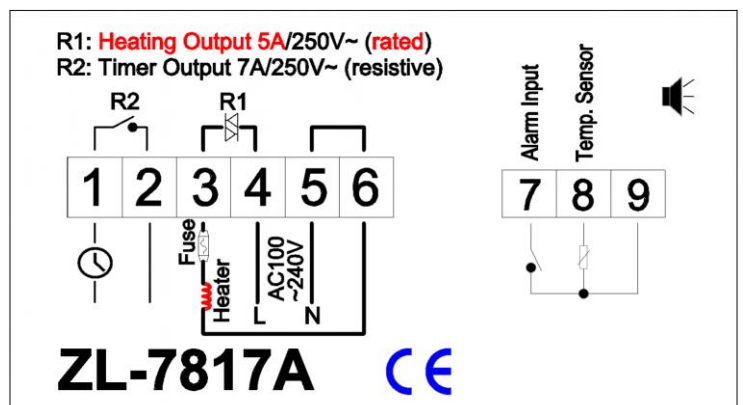 R1: Heating Output 5A/250V~ (rated)
R2: Timer Output 7A/250V~ (resistive)
R2
R1
1 2 3 4 5 6
Fuse
Heater
AC100
~240V
L N
Alarm Input
Temp. Sensor
7 8 9
ZL-7817A
CE